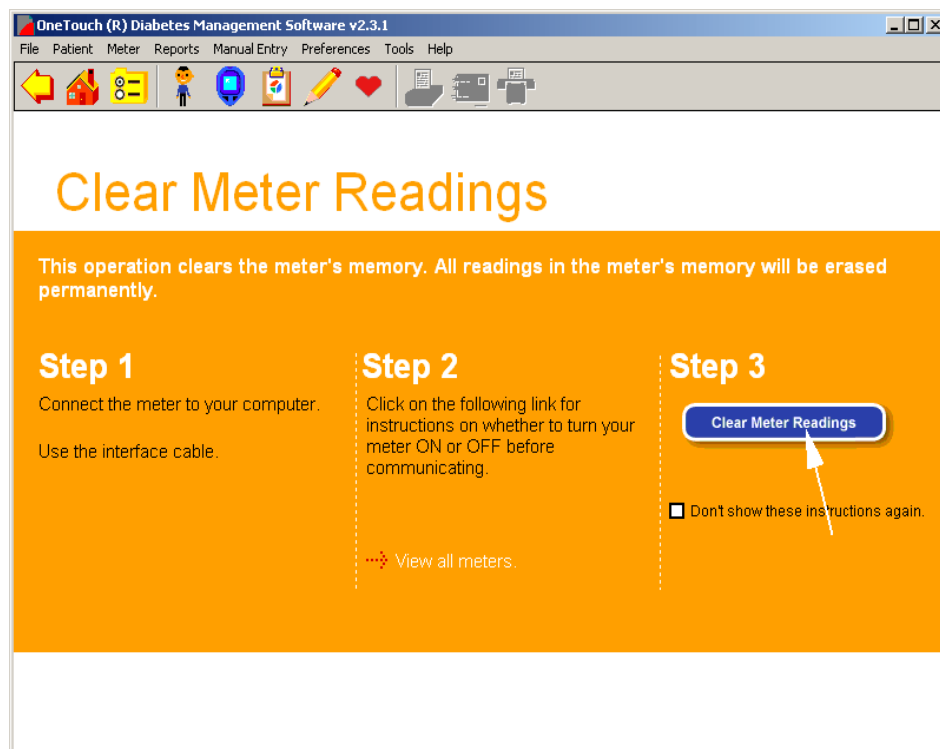 OneTouch (R) Diabetes Management Software v2.3.1
File Patient Meter Reports Manual Entry Preferences Tools Help
Clear Meter Readings
This operation clears the meter's memory. All readings in the meter's memory will be erased
permanently.
Step 1
Connect the meter to your computer.
Use the interface cable.
Step 2
Click on the following link for
instructions on whether to turn your
meter ON or OFF before
communicating.
View all meters.
Step 3
Clear Meter Readings
Don't show these instructions again.